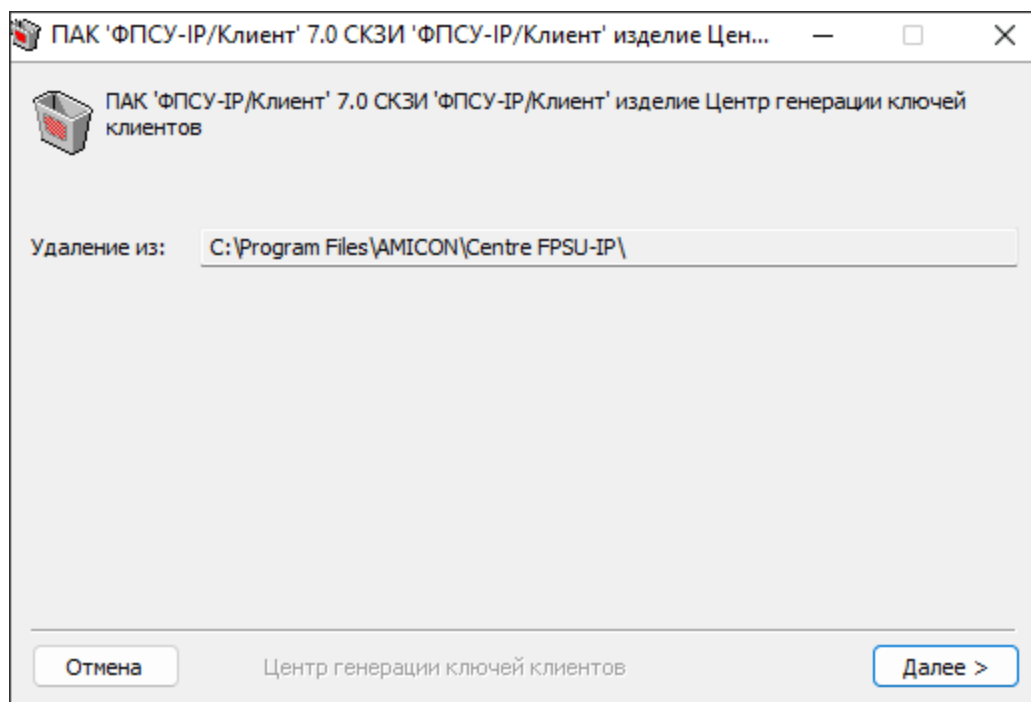 ПАК 'ФПСУ-IP/Клиент' 7.0 СКЗИ 'ФПСУ-IP/Клиент' изделие Цен...
ПАК 'ФПСУ-IP/Клиент' 7.0 СКЗИ 'ФПСУ-IP/Клиент' изделие Центр генерации ключей
клиентов
Удаление из: C:\Program Files\AMICON\Centre FPSU-IP\
Отмена Центр генерации ключей клиентов Далее >